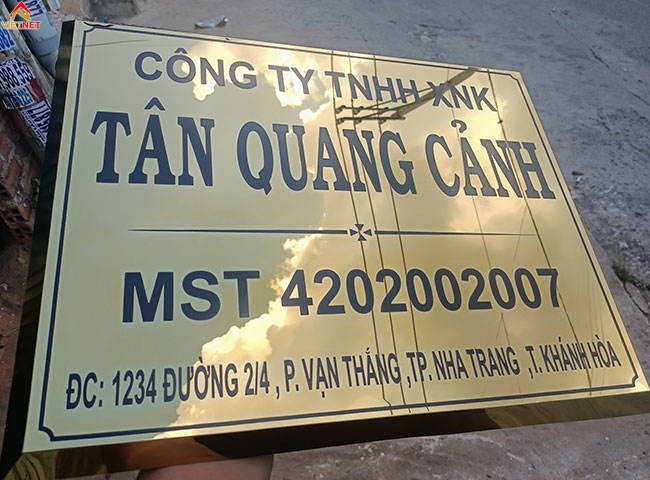 VIETNET
CÔNG TY TNHH XNK
TÂN QUANG CẢNH
MST 4202002007
ĐC: 1234 ĐƯỜNG 2/4 , P. VẠN THẮNG ,TP. NHA TRANG ,T. KHÁNH HÒA